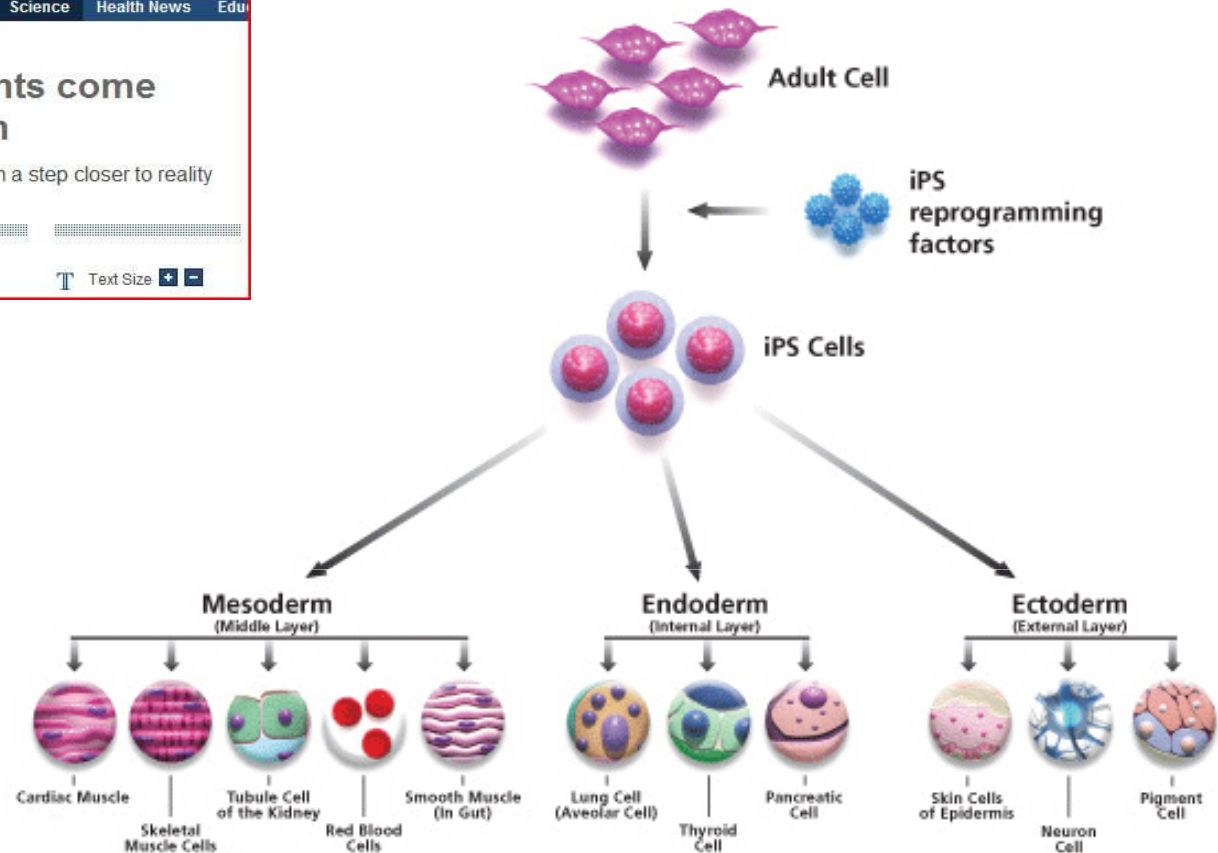 Science Health News
nts come
a step closer to reality
T Text Size + -
Adult Cell
iPS
reprogramming
factors
iPS Cells
Mesoderm
(Middle Layer)
Endoderm
(Internal Layer)
Ectoderm
(External Layer)
Cardiac Muscle
Skeletal
Muscle Cells
Tubule Cell
of the Kidney
Red Blood
Cells
Smooth Muscle
(In Gut)
Lung Cell
(Aveolar Cell)
Thyroid
Cell
Pancreatic
Cell
Skin Cells
of Epidermis
Neuron
Cell
Pigment
Cell